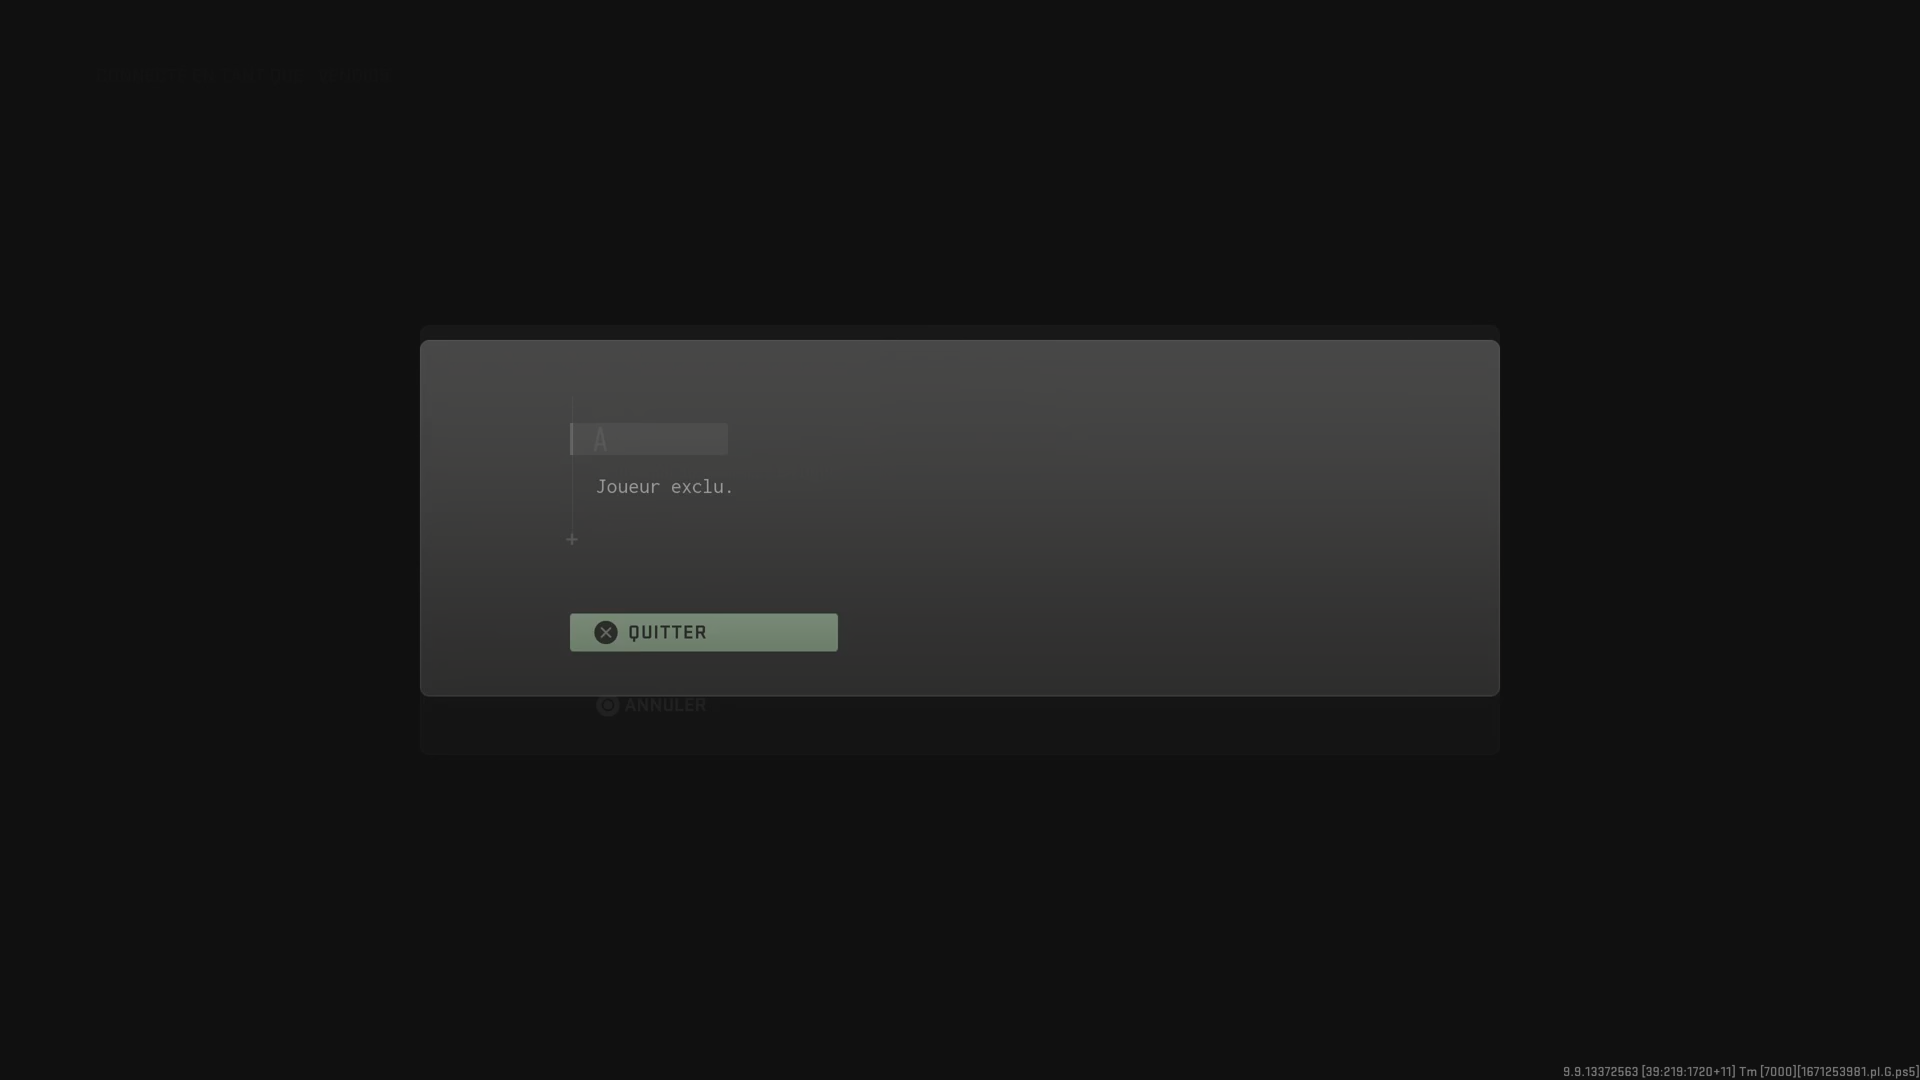 A
Joueur exclu.
QUITTER
ANNULER
9.9.13372563 [39:219:1720+11] Tm [7000][1671253981.pl.G.ps5]